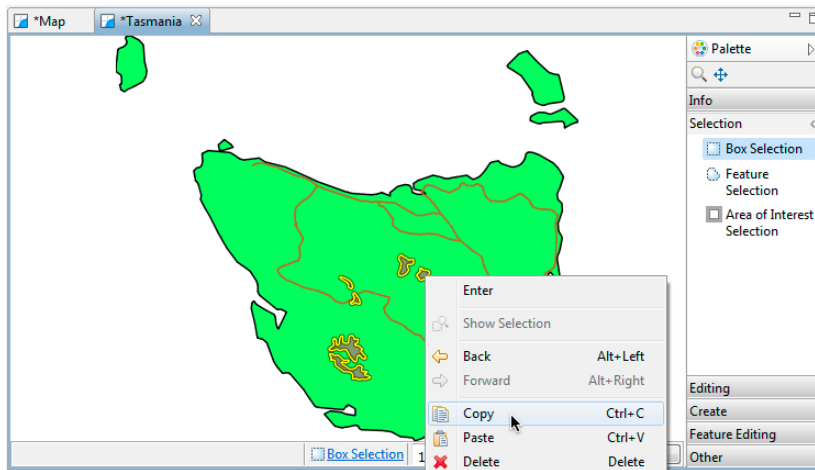 *Map
*Tasmania
Palette
Info
Selection
Box Selection
Feature
Selection
Area of Interest
Selection
Enter
Show Selection
Back Alt+Left
Forward Alt+Right
Copy Ctrl+C
Paste Ctrl+V
Delete Delete
Editing
Create
Feature Editing
Other
Box Selection
1